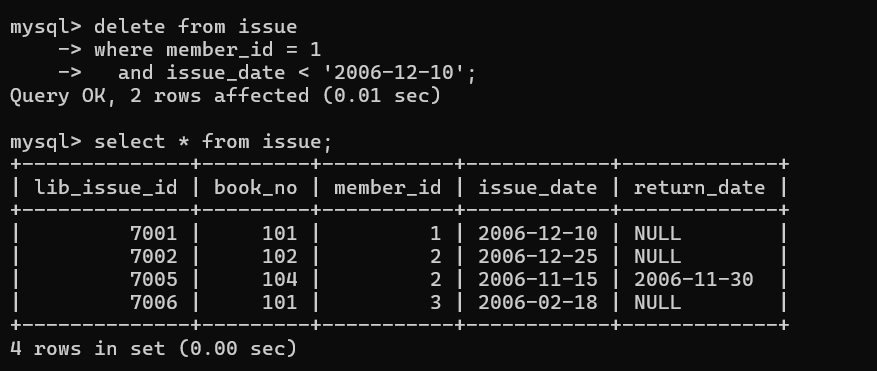 mysql> delete from issue
    -> where member_id = 1
    ->   and issue_date < '2006-12-10';
Query OK, 2 rows affected (0.01 sec)

mysql> select * from issue;
+--------------+---------+-----------+------------+-------------+
| lib_issue_id | book_no | member_id | issue_date | return_date |
+--------------+---------+-----------+------------+-------------+
|         7001 |     101 |         1 | 2006-12-10 | NULL        |
|         7002 |     102 |         2 | 2006-12-25 | NULL        |
|         7005 |     104 |         2 | 2006-11-15 | 2006-11-30  |
|         7006 |     101 |         3 | 2006-02-18 | NULL        |
+--------------+---------+-----------+------------+-------------+
4 rows in set (0.00 sec)